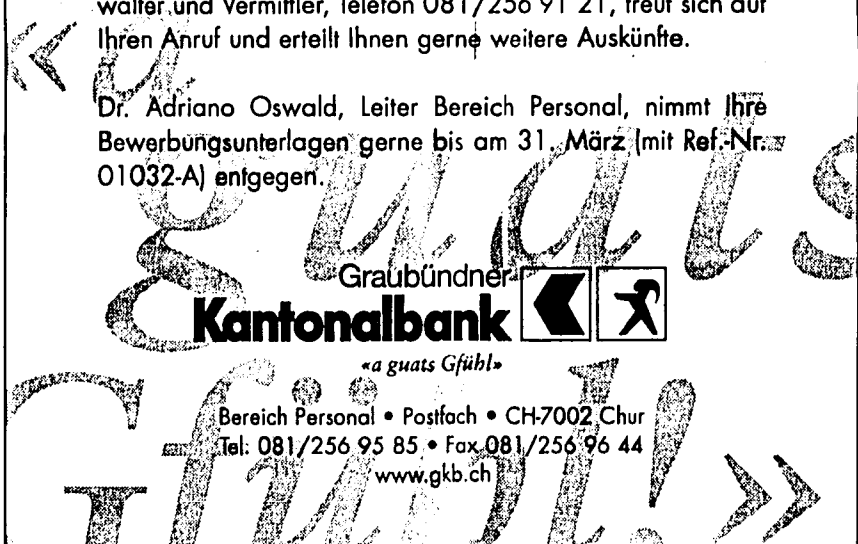 walter und Vermittler, Telefon 081/256 91 21, freut sich auf
Ihren Anruf und erteilt Ihnen gerne weitere Auskünfte.
Dr. Adriano Oswald, Leiter Bereich Personal, nimmt Ihre
Bewerbungsunterlagen gerne bis am 31. März (mit Ref.-Nr.
01032-A) entgegen.
«a
guats
Gfühl!»
Graubündner
Kantonalbank
«a guats Gfühl»
Bereich Personal • Postfach • CH-7002 Chur
Tel: 081/256 95 85 • Fax 081/256 96 44
www.gkb.ch